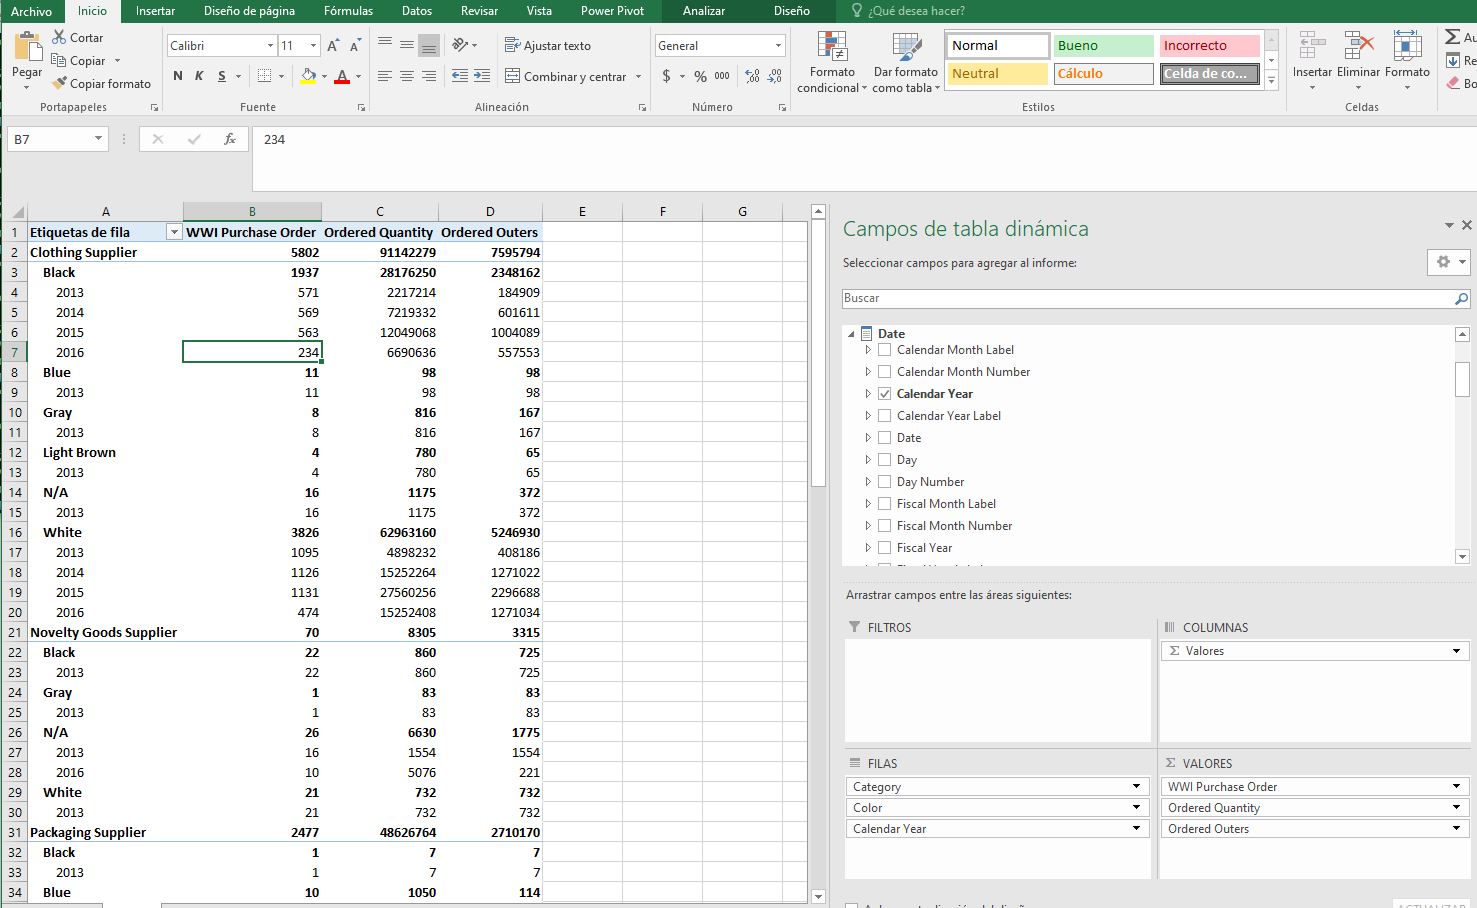 Archivo Inicio Insertar Diseño de página Fórmulas Datos Revisar Vista Power Pivot Analizar Diseño ¿Qué desea hacer?
Pegar
Cortar
Copiar
Copiar formato
Portapapeles
Calibri 11
N K S
Fuente
Ajustar texto
Combinar y centrar
Alineación
General
$ % 000
Número
Formato condicional
Dar formato como tabla
Normal Bueno Incorrecto
Neutral Cálculo Celda de co...
Estilos
Insertar Eliminar Formato
Celdas
B7 fx 234
A B C D E F G
1 Etiquetas de fila WWI Purchase Order Ordered Quantity Ordered Outers
2 Clothing Supplier 5802 91142279 7595794
3 Black 1937 28176250 2348162
4 2013 571 2217214 184909
5 2014 569 7219332 601611
6 2015 563 12049068 1004089
7 2016 234 6690636 557553
8 Blue 11 98 98
9 2013 11 98 98
10 Gray 8 816 167
11 2013 8 816 167
12 Light Brown 4 780 65
13 2013 4 780 65
14 N/A 16 1175 372
15 2013 16 1175 372
16 White 3826 62963160 5246930
17 2013 1095 4898232 408186
18 2014 1126 15252264 1271022
19 2015 1131 27560256 2296688
20 2016 474 15252408 1271034
21 Novelty Goods Supplier 70 8305 3315
22 Black 22 860 725
23 2013 22 860 725
24 Gray 1 83 83
25 2013 1 83 83
26 N/A 26 6630 1775
27 2013 16 1554 1554
28 2016 10 5076 221
29 White 21 732 732
30 2013 21 732 732
31 Packaging Supplier 2477 48626764 2710170
32 Black 1 7 7
33 2013 1 7 7
34 Blue 10 1050 114
Campos de tabla dinámica
Seleccionar campos para agregar al informe:
Buscar
Date
Calendar Month Label
Calendar Month Number
Calendar Year
Calendar Year Label
Date
Day
Day Number
Fiscal Month Label
Fiscal Month Number
Fiscal Year
Arrastrar campos entre las áreas siguientes:
FILTROS
COLUMNAS
Σ Valores
FILAS
Category
Color
Calendar Year
Σ VALORES
WWI Purchase Order
Ordered Quantity
Ordered Outers